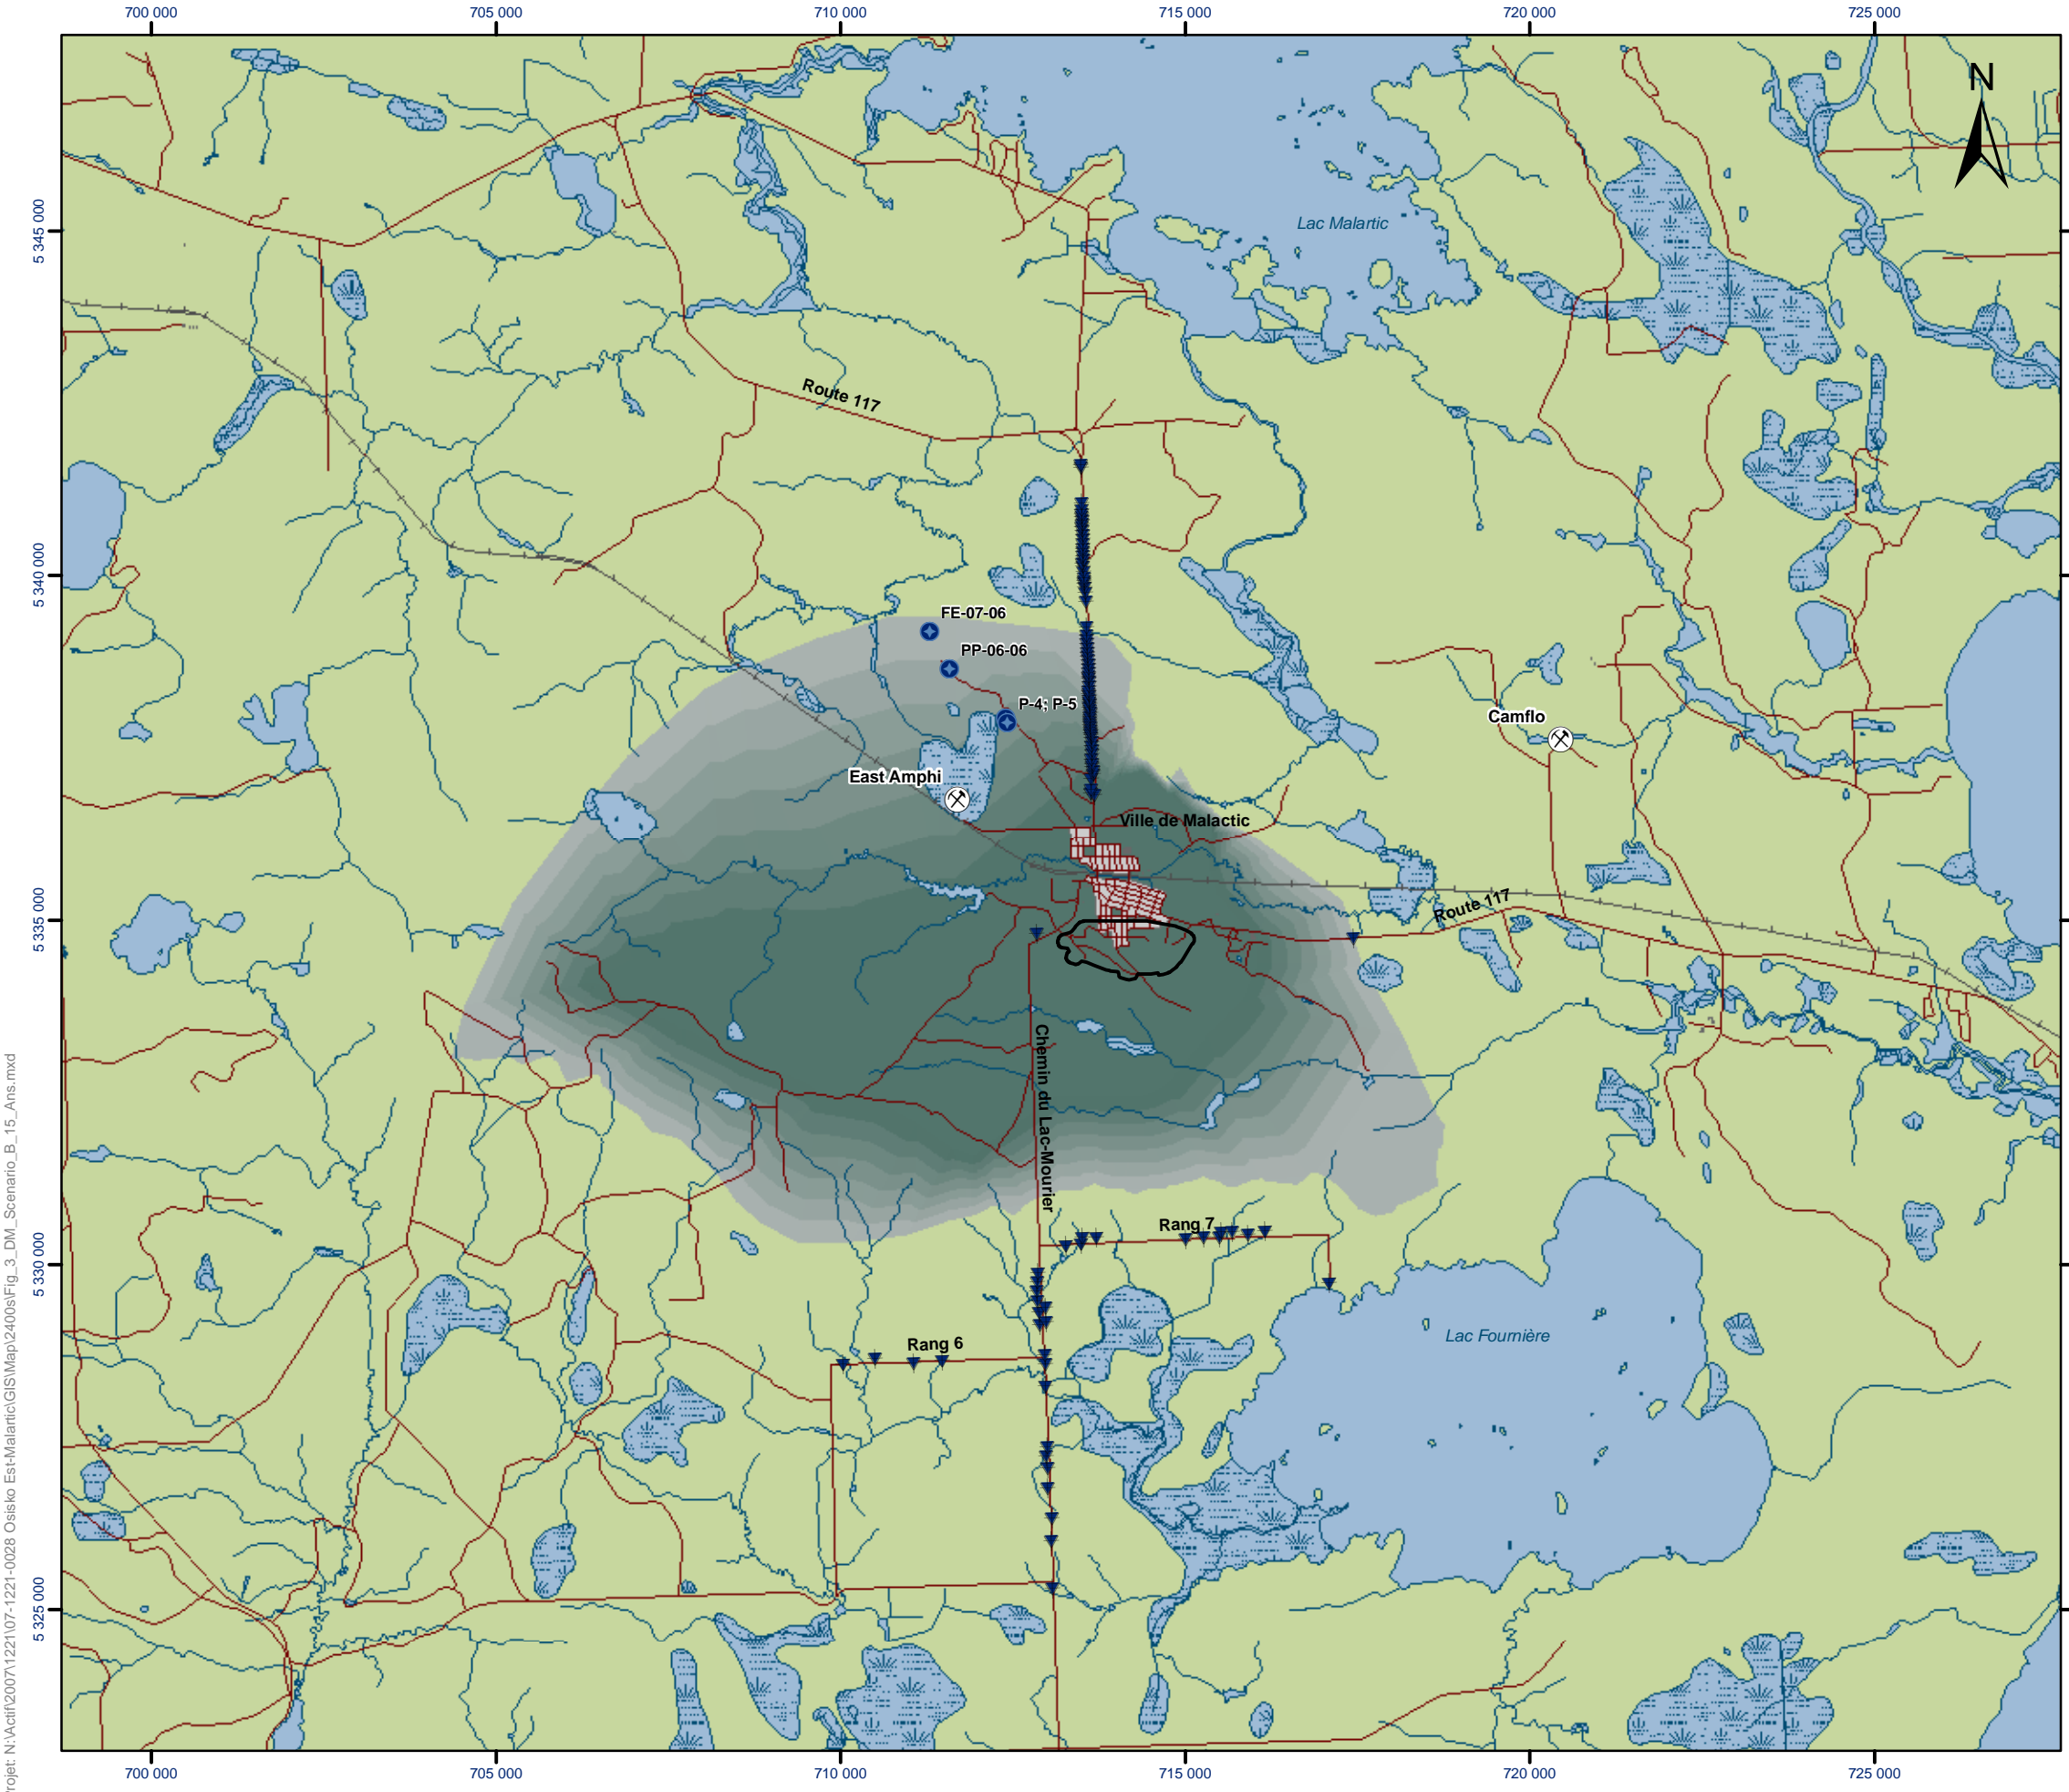 700 000 705 000 710 000 715 000 720 000 725 000
N
5 345 000
Lac Malartic
Route 117
5 340 000
FE-07-06
PP-06-06
P-4; P-5
Camflo
East Amphi
Ville de Malactic
5 335 000
Route 117
Chemin du Lac-Mourier
Rang 7
5 330 000
Lac Fournière
Rang 6
5 325 000
rojet: N:\Actif\2007\1221\07-1221-0028 Osisko Est-Malartic\GIS\Map\2400s\Fig_3_DM_Scenario_B_15_Ans.mxd
700 000 705 000 710 000 715 000 720 000 725 000